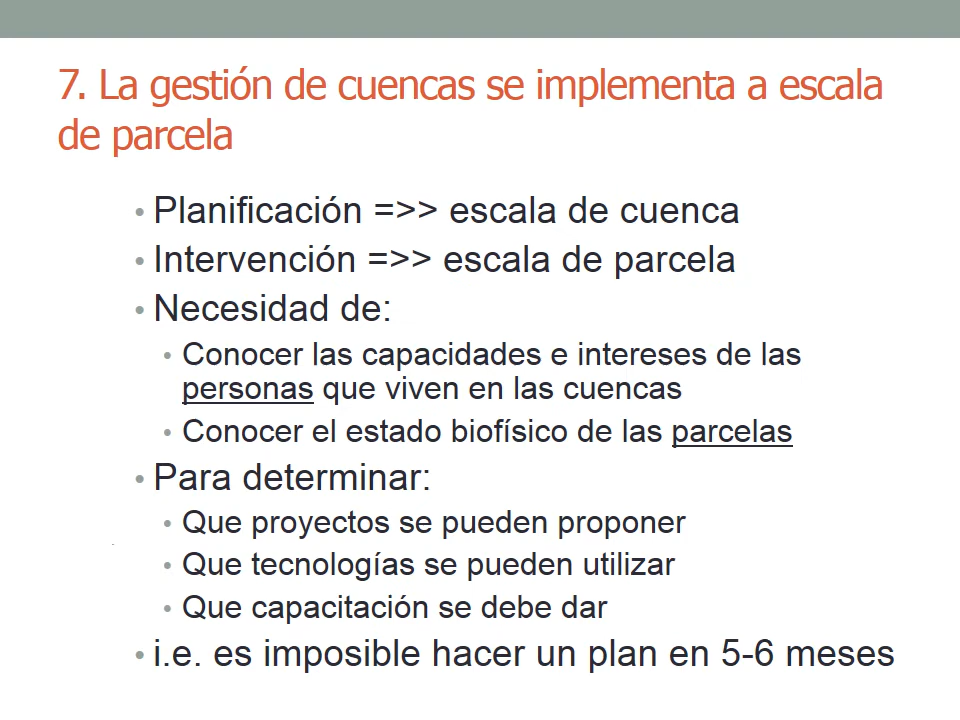 7. La gestión de cuencas se implementa a escala
de parcela
• Planificación =>> escala de cuenca
• Intervención =>> escala de parcela
• Necesidad de:
• Conocer las capacidades e intereses de las
personas que viven en las cuencas
• Conocer el estado biofísico de las parcelas
• Para determinar:
• Que proyectos se pueden proponer
• Que tecnologías se pueden utilizar
• Que capacitación se debe dar
• i.e. es imposible hacer un plan en 5-6 meses